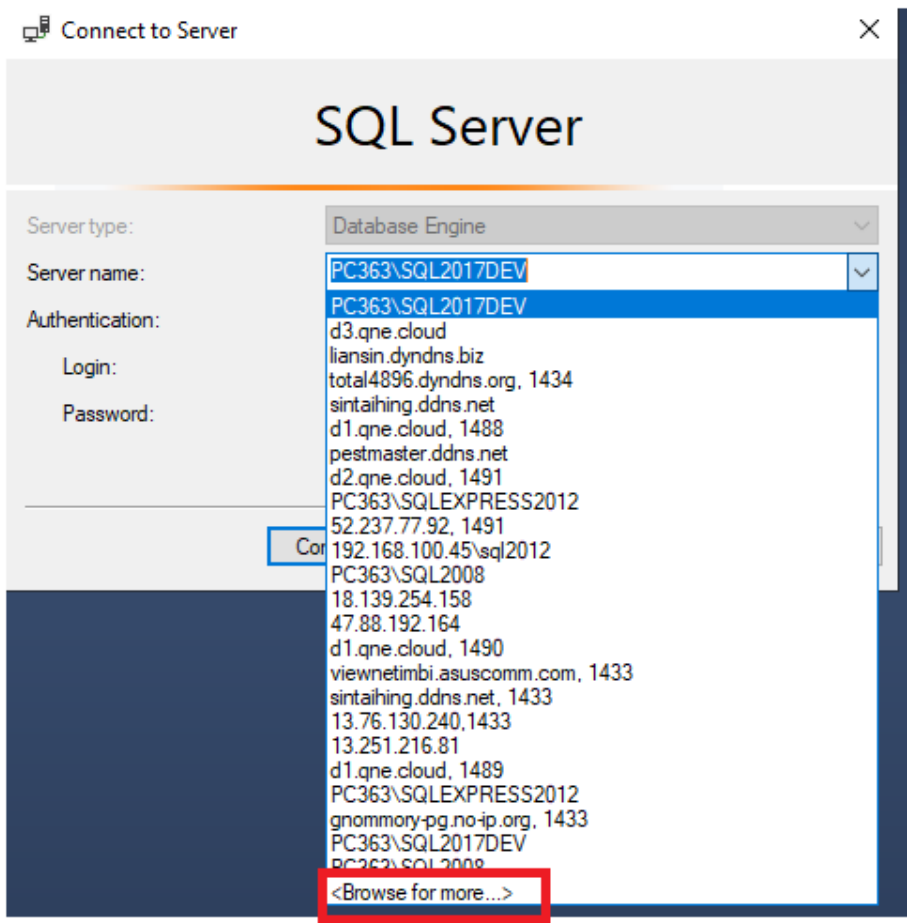 Connect to Server
SQL Server
Server type:
Database Engine
Server name:
PC363\SQL2017DEV
Authentication:
Login:
Password:
PC363\SQL2017DEV
d3.qne.cloud
liansin.dyndns.biz
total4896.dyndns.org, 1434
sintaihing.ddns.net
d1.qne.cloud, 1488
pestmaster.ddns.net
d2.qne.cloud, 1491
PC363\SQLEXPRESS2012
52.237.77.92, 1491
Con
192.168.100.45\sql2012
PC363\SQL2008
18.139.254.158
47.88.192.164
d1.qne.cloud, 1490
viewnetimbi.asuscomm.com, 1433
sintaihing.ddns.net, 1433
13.76.130.240,1433
13.251.216.81
d1.qne.cloud, 1489
PC363\SQLEXPRESS2012
gnommory-pg.no-ip.org, 1433
PC363\SQL2017DEV
PC363\SQL2008
<Browse for more...>